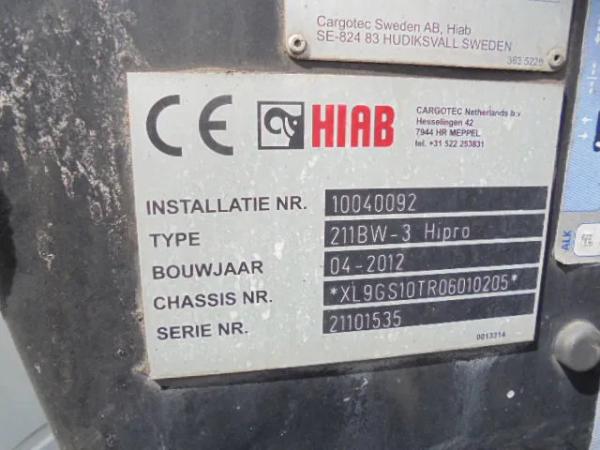 Cargotec Sweden AB, Hiab
SE-824 83 HUDIKSVALL SWEDEN
CE HIAB
CARGOTEC Netherlands b.v
Hesselingen 42
7944 HR MEPPEL
tel. +31 522 253831
INSTALLATIE NR. 10040092
TYPE 211BW-3 Hipro
BOUWJAAR 04-2012
CHASSIS NR. *XL9GS10TR06010205*
SERIE NR. 21101535
0013314
ALK